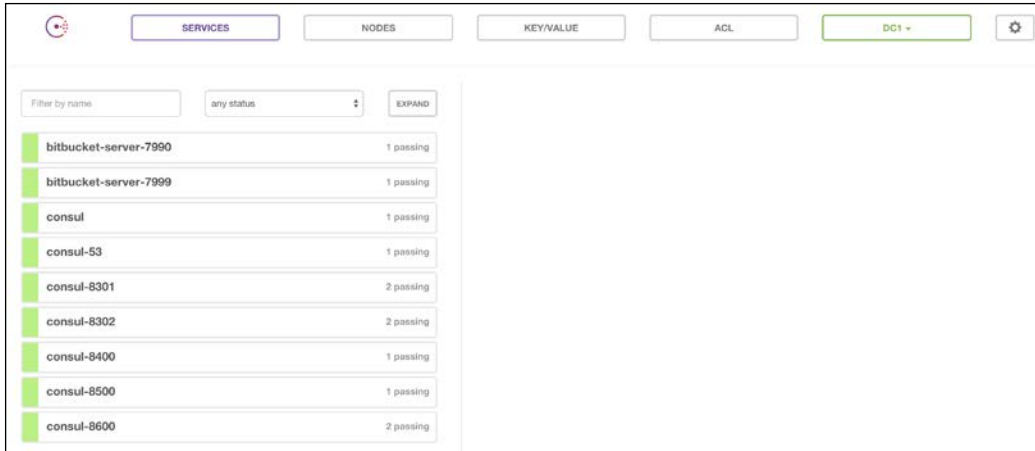 SERVICES NODES KEY/VALUE ACL DC1
Filter by name any status EXPAND
bitbucket-server-7990 1 passing
bitbucket-server-7999 1 passing
consul 1 passing
consul-53 1 passing
consul-8301 2 passing
consul-8302 2 passing
consul-8400 1 passing
consul-8500 1 passing
consul-8600 2 passing